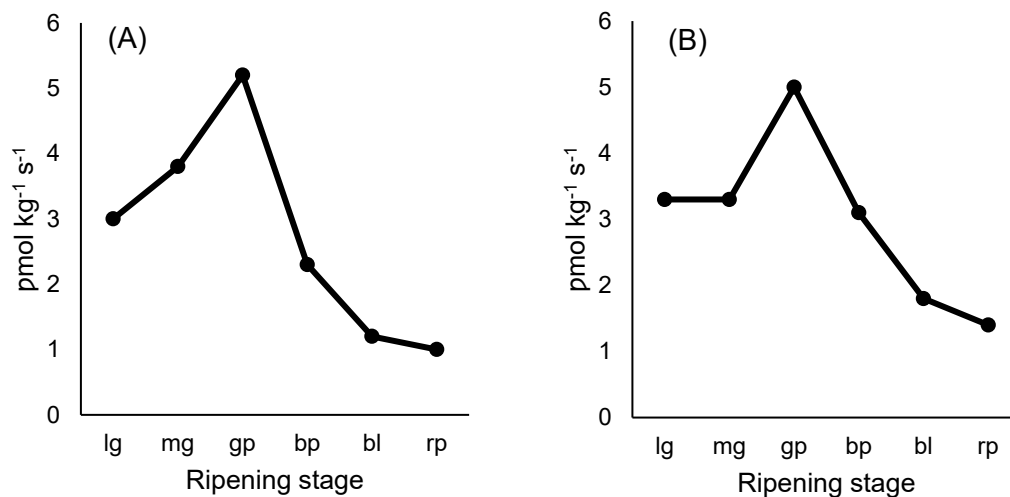 (A)
pmol kg⁻¹ s⁻¹
6
5
4
3
2
1
0
lg mg gp bp bl rp
Ripening stage
(B)
pmol kg⁻¹ s⁻¹
6
5
4
3
2
1
0
lg mg gp bp bl rp
Ripening stage